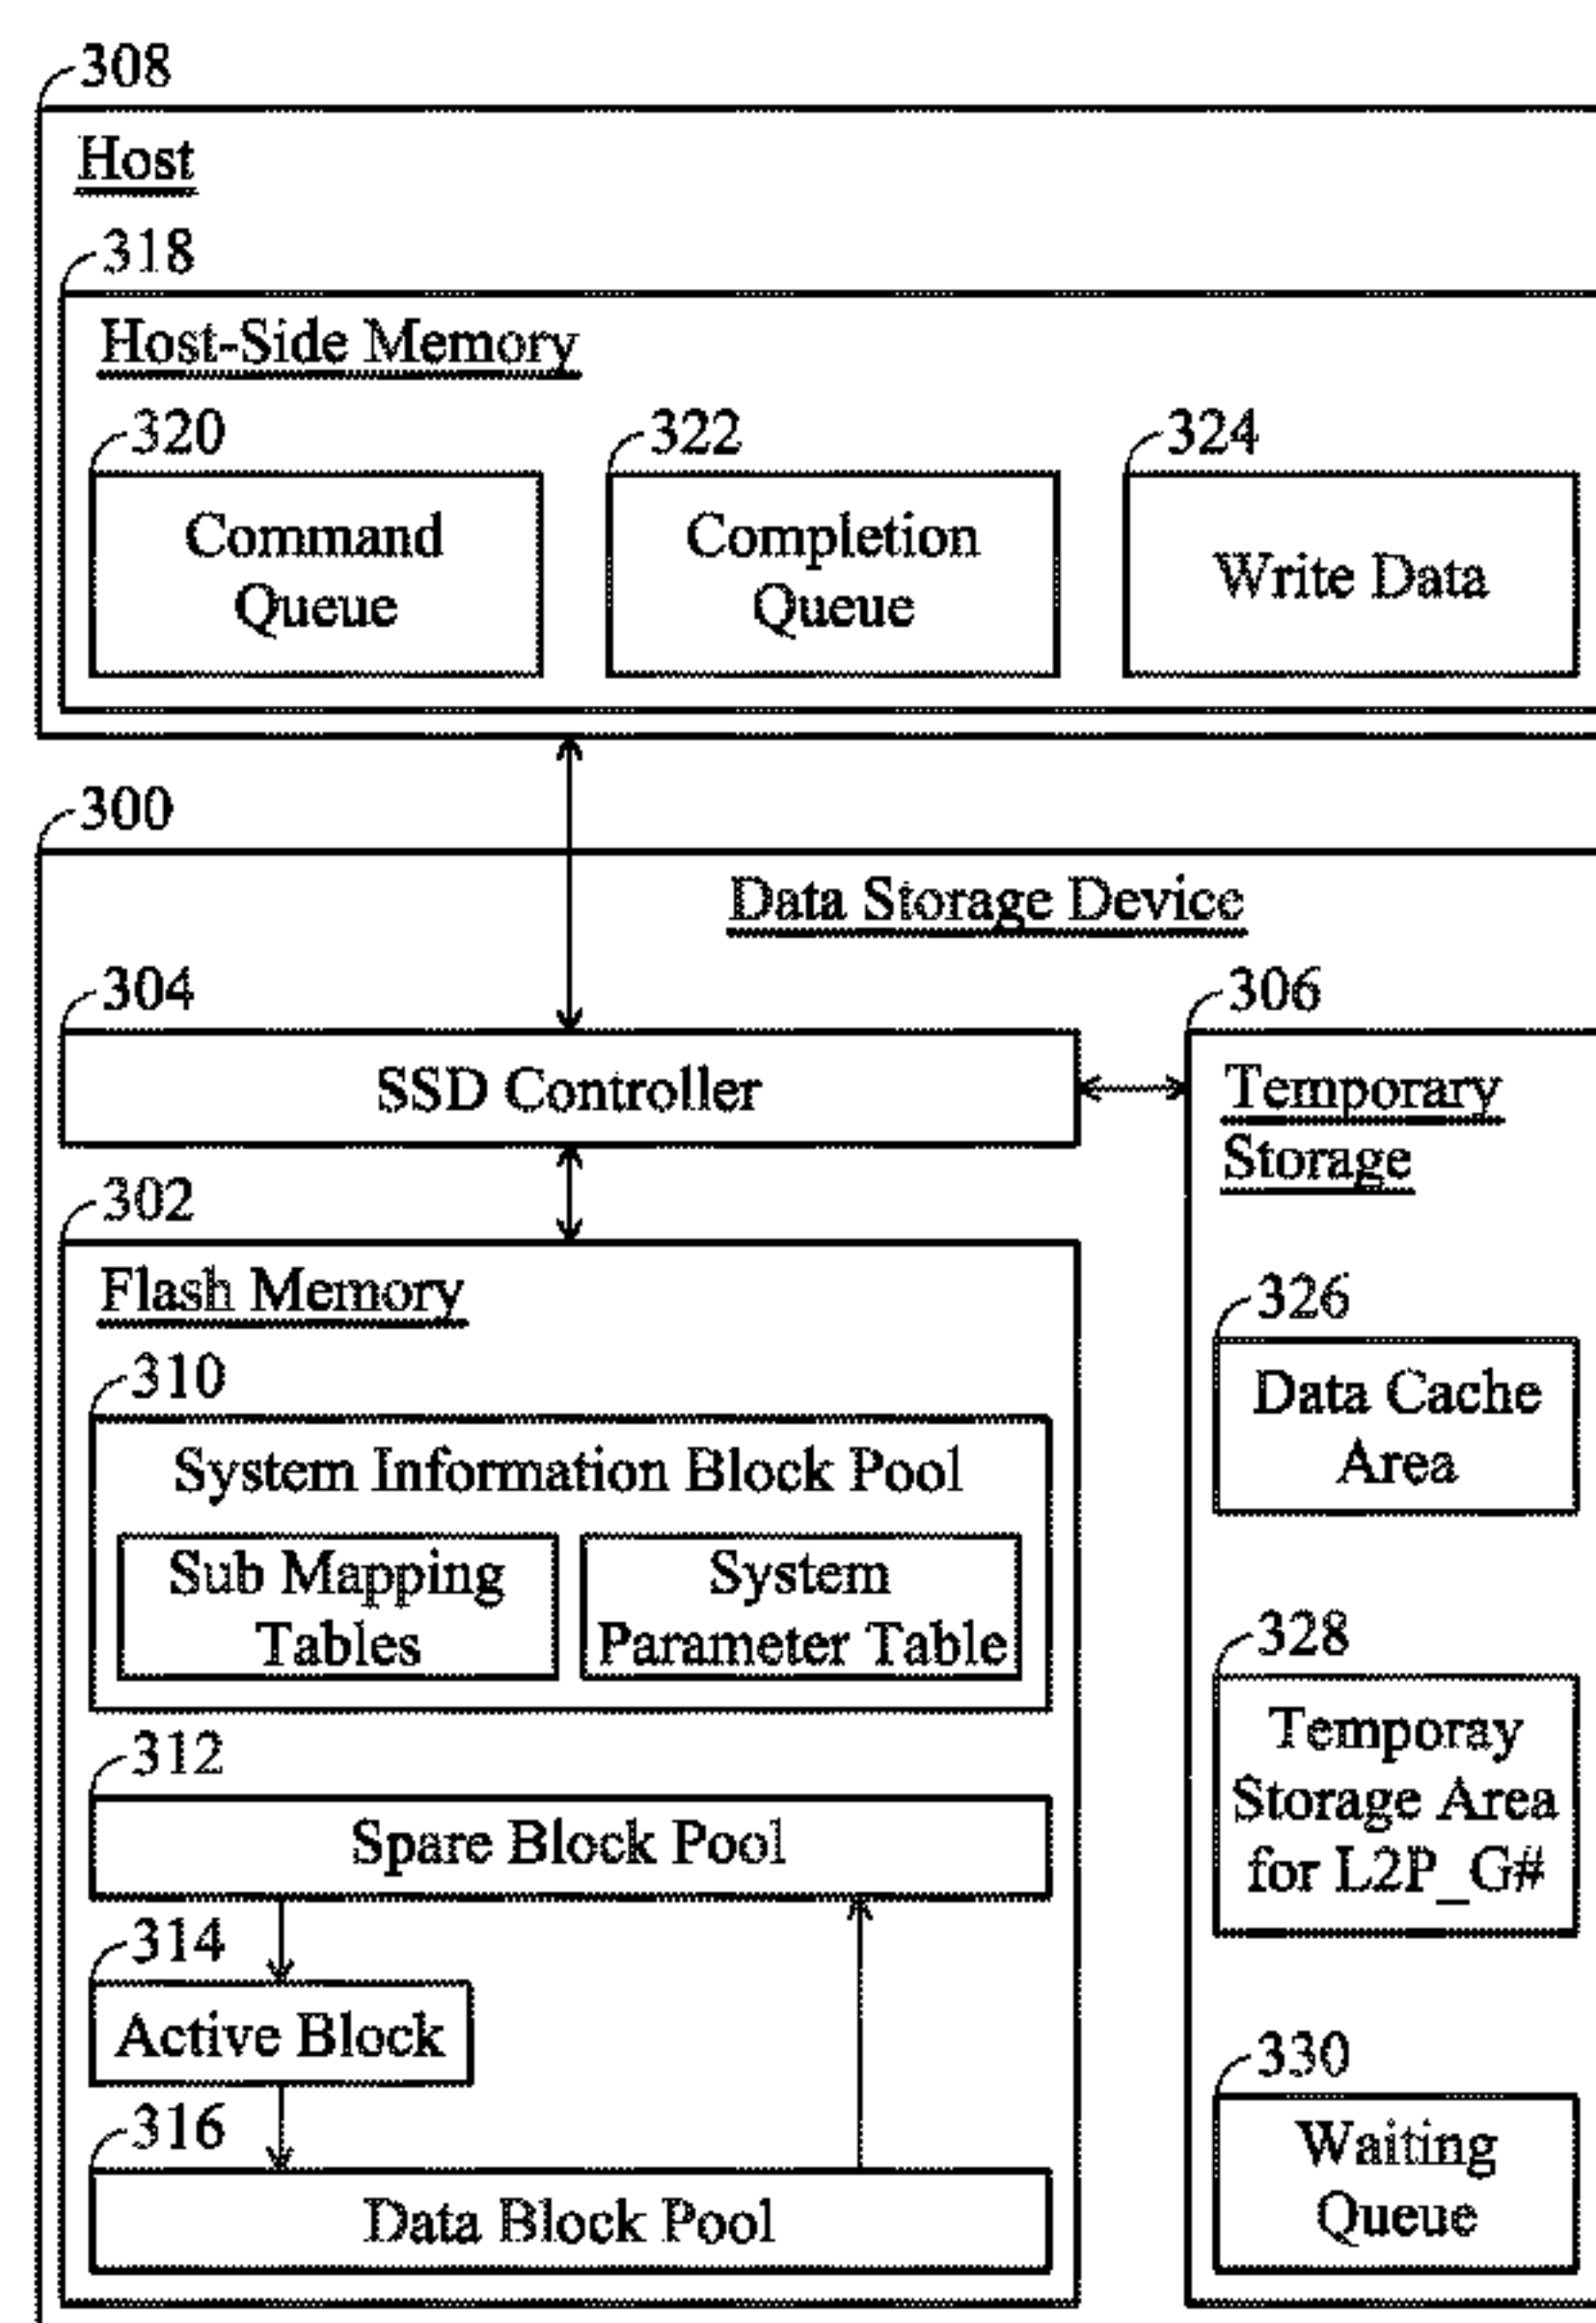 308
Host
318
Host-Side Memory
320
322
324
Command
Queue
Completion
Queue
Write Data
300
Data Storage Device
304
SSD Controller
306
Temporary
Storage
302
Flash Memory
310
System Information Block Pool
Sub Mapping
Tables
System
Parameter Table
312
Spare Block Pool
314
Active Block
316
Data Block Pool
326
Data Cache
Area
328
Temporay
Storage Area
for L2P_G#
330
Waiting
Queue